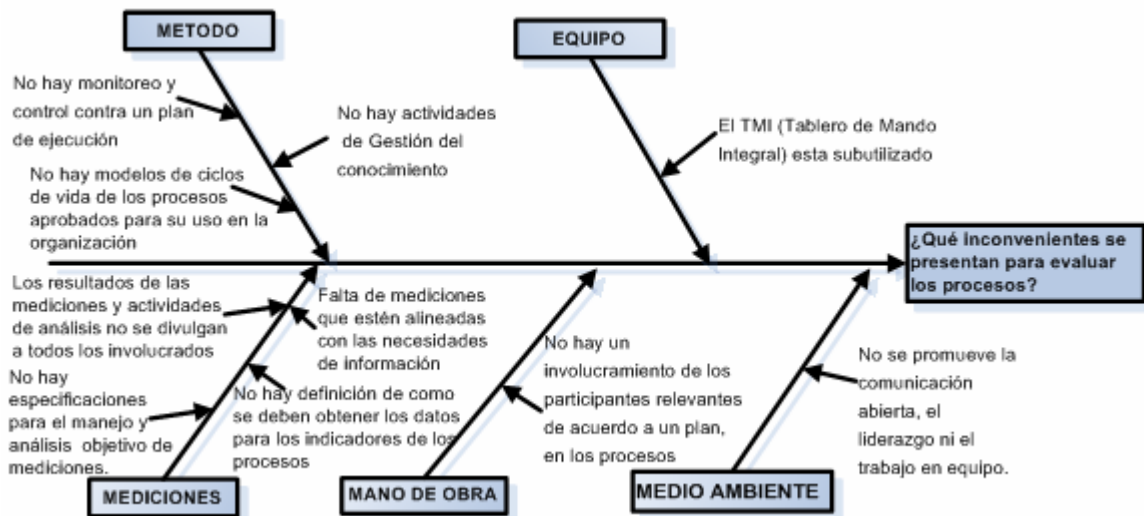 METODO
EQUIPO
No hay monitoreo y
control contra un plan
de ejecución
No hay actividades
de Gestión del
conocimiento
El TMI (Tablero de Mando
Integral) esta subutilizado
No hay modelos de ciclos
de vida de los procesos
aprobados para su uso en la
organización
¿Qué inconvenientes se
presentan para evaluar
los procesos?
Los resultados de las
mediciones y actividades
de análisis no se divulgan
a todos los involucrados
Falta de mediciones
que estén alineadas
con las necesidades
de información
No hay
especificaciones
para el manejo y
análisis objetivo de
mediciones.
No hay definición de como
se deben obtener los datos
para los indicadores de los
procesos
No hay un
involucramiento de los
participantes relevantes
de acuerdo a un plan,
en los procesos
No se promueve la
comunicación
abierta, el
liderazgo ni el
trabajo en equipo.
MEDICIONES
MANO DE OBRA
MEDIO AMBIENTE